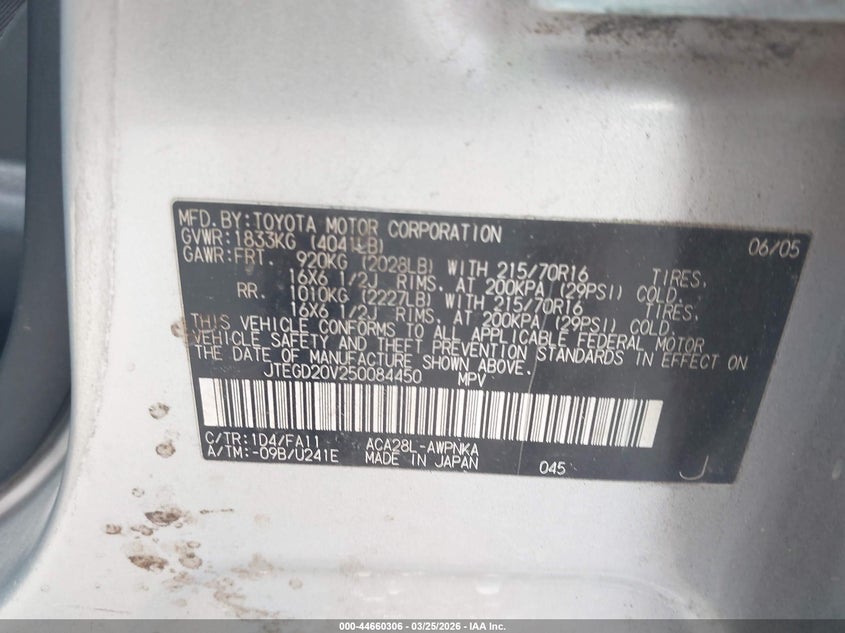 MFD. BY: TOYOTA MOTOR CORPORATION 06/05
GVWR: 1833KG (4041LB)
GAWR: FRT. 920KG (2028LB) WITH 215/70R16 TIRES,
16X6 1/2J RIMS, AT 200KPA (29PSI) COLD.
RR. 1010KG (2227LB) WITH 215/70R16 TIRES,
16X6 1/2J RIMS, AT 200KPA (29PSI) COLD.
THIS VEHICLE CONFORMS TO ALL APPLICABLE FEDERAL MOTOR
VEHICLE SAFETY AND THEFT PREVENTION STANDARDS IN EFFECT ON
THE DATE OF MANUFACTURE SHOWN ABOVE.
JTEGD20V250084450 MPV
C/TR: 1D4/FA11 ACA28L-AWPNKA
A/TM: -09B/U241E MADE IN JAPAN 045 J
000-44660306 - 03/25/2026 - IAA Inc.